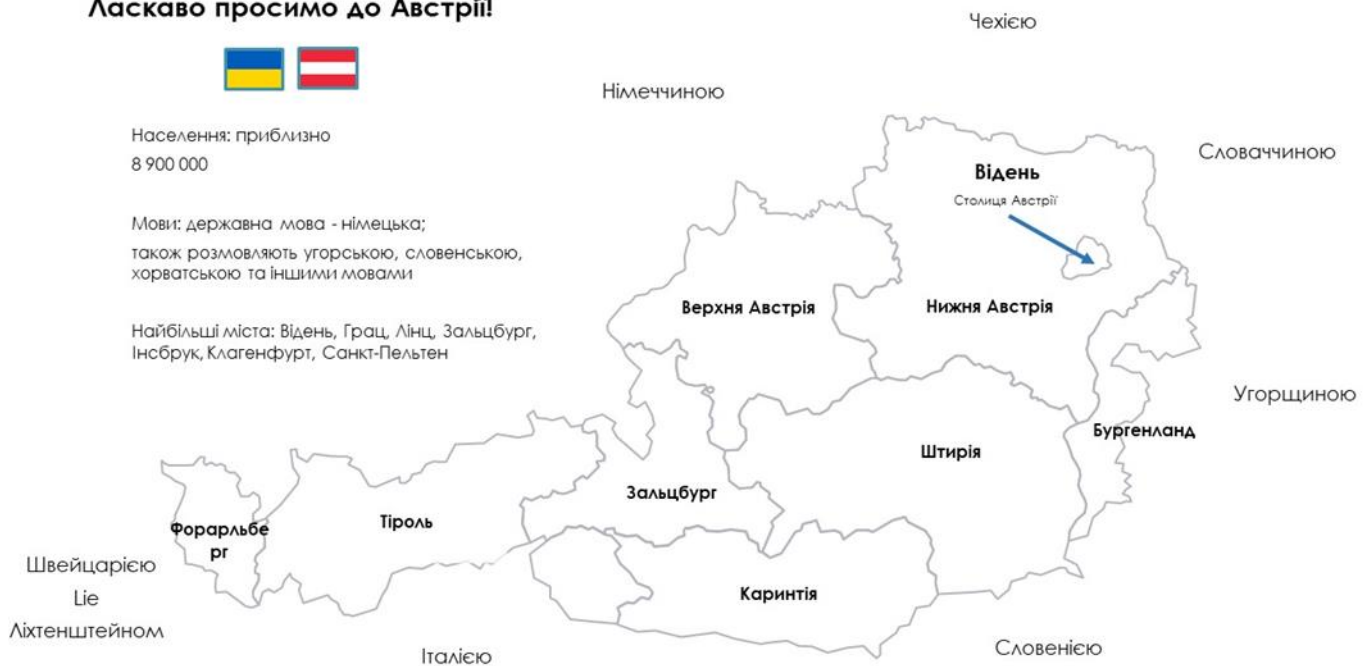 Ласкаво просимо до Австрії!
Населення: приблизно
8 900 000
Мови: державна мова - німецька;
також розмовляють угорською, словенською,
хорватською та іншими мовами
Найбільші міста: Відень, Грац, Лінц, Зальцбург,
Інсбрук, Клагенфурт, Санкт-Пельтен
Чехією
Німеччиною
Словаччиною
Відень
Столиця Австрії
Верхня Австрія
Нижня Австрія
Угорщиною
Бургенланд
Штирія
Зальцбург
Тіроль
Форарльбе
рг
Каринтія
Швейцарією
Lie
Ліхтенштейном
Італією
Словенією